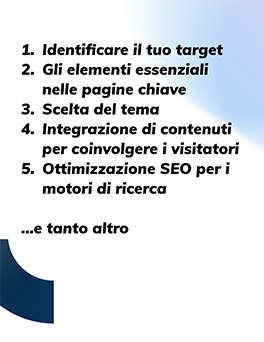 1. Identificare il tuo target
2. Gli elementi essenziali
nelle pagine chiave
3. Scelta del tema
4. Integrazione di contenuti
per coinvolgere i visitatori
5. Ottimizzazione SEO per i
motori di ricerca
...e tanto altro